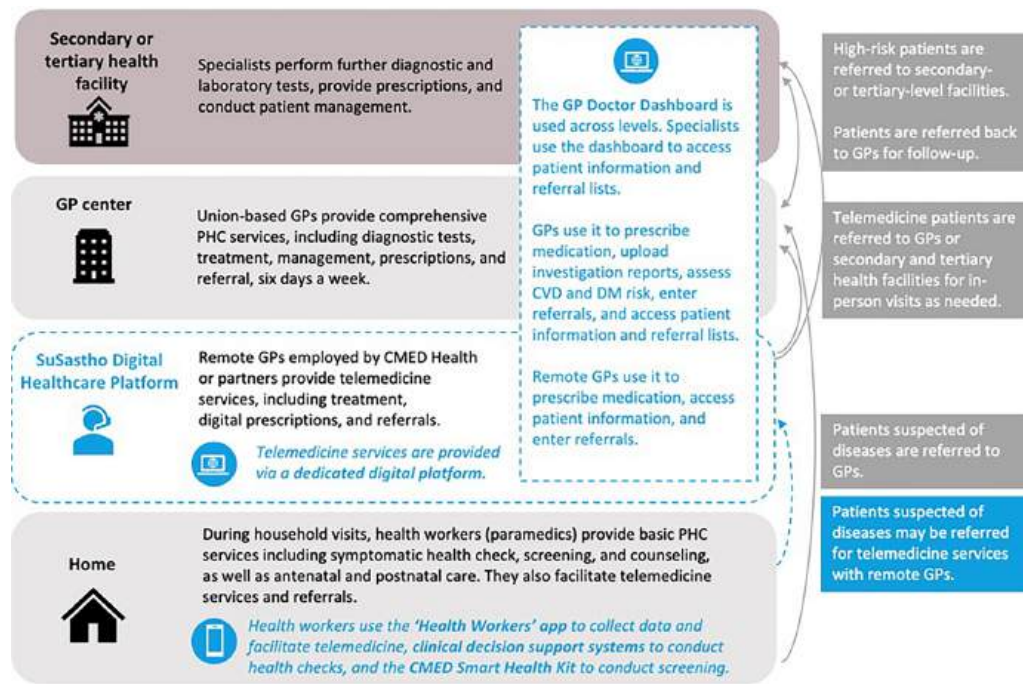 Secondary or
tertiary health
facility
Specialists perform further diagnostic and
laboratory tests, provide prescriptions, and
conduct patient management.
GP center
Union-based GPs provide comprehensive
PHC services, including diagnostic tests,
treatment, management, prescriptions, and
referral, six days a week.
SuSastho Digital
Healthcare Platform
Remote GPs employed by CMED Health
or partners provide telemedicine
services, including treatment,
digital prescriptions, and referrals.
Telemedicine services are provided
via a dedicated digital platform.
Home
During household visits, health workers (paramedics) provide basic PHC
services including symptomatic health check, screening, and counseling,
as well as antenatal and postnatal care. They also facilitate telemedicine
services and referrals.
Health workers use the ‘Health Workers’ app to collect data and
facilitate telemedicine, clinical decision support systems to conduct
health checks, and the CMED Smart Health Kit to conduct screening.
The GP Doctor Dashboard is
used across levels. Specialists
use the dashboard to access
patient information and
referral lists.
GPs use it to prescribe
medication, upload
investigation reports, assess
CVD and DM risk, enter
referrals, and access patient
information and referral lists.
Remote GPs use it to
prescribe medication, access
patient information, and
enter referrals.
High-risk patients are
referred to secondary-
or tertiary-level facilities.
Patients are referred back
to GPs for follow-up.
Telemedicine patients are
referred to GPs or
secondary and tertiary
health facilities for in-
person visits as needed.
Patients suspected of
diseases are referred to
GPs.
Patients suspected of
diseases may be referred
for telemedicine services
with remote GPs.